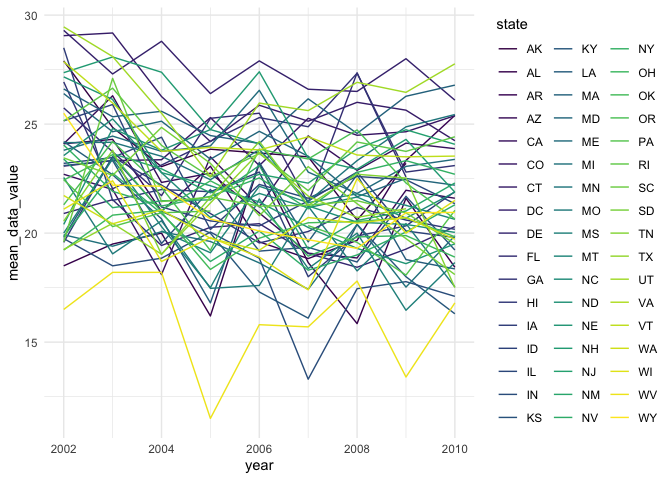 30
25
20
15
mean_data_value
2002
2004
2006
2008
2010
year
state
AK
AL
AR
AZ
CA
CO
CT
DC
DE
FL
GA
HI
IA
ID
IL
IN
KS
KY
LA
MA
MD
ME
MI
MN
MO
MS
MT
NC
ND
NE
NH
NJ
NM
NV
NY
OH
OK
OR
PA
RI
SC
SD
TN
TX
UT
VA
VT
WA
WI
WV
WY